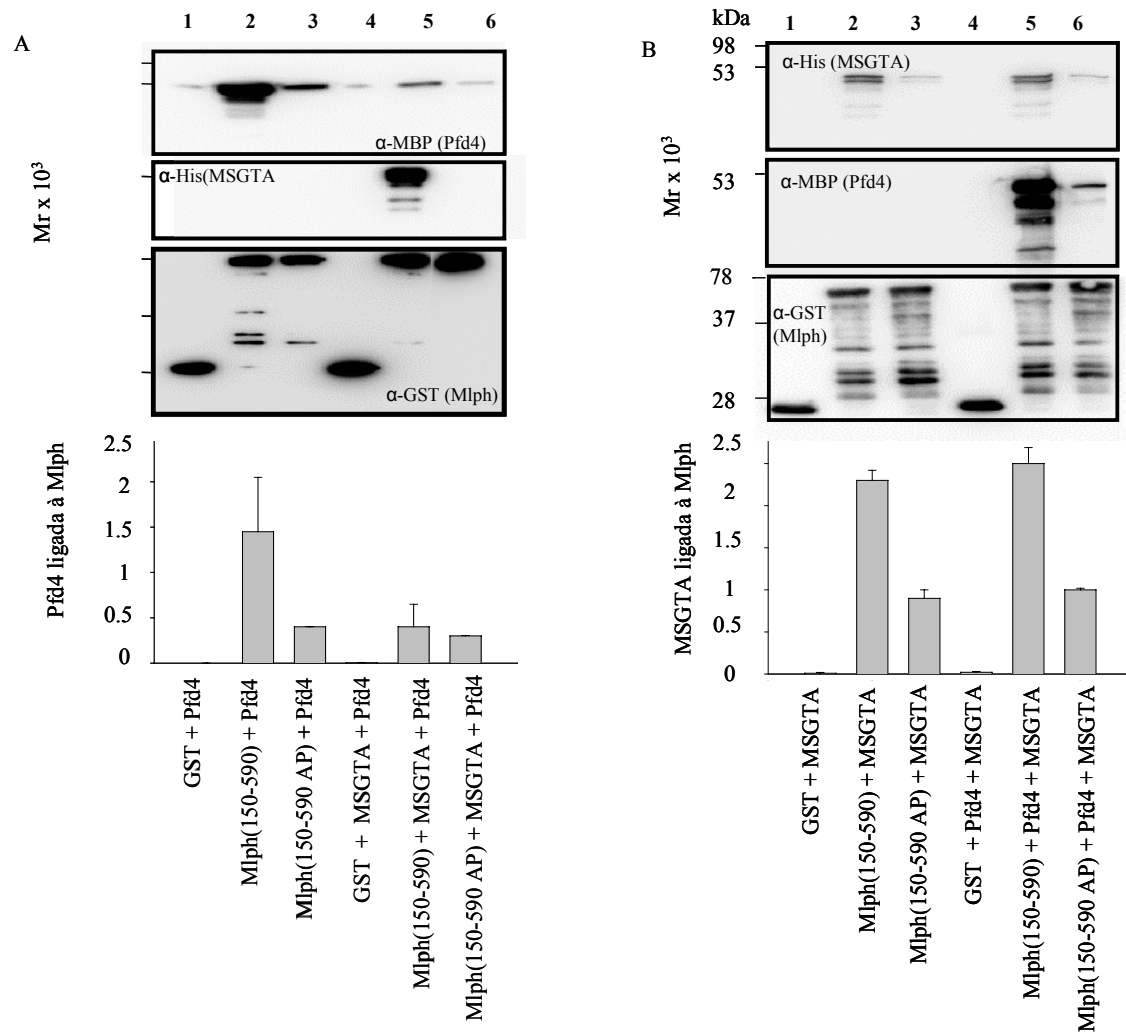 A
1 2 3 4 5 6
α-MBP (Pfd4)
α-His(MSGTA
α-GST (Mlph)
Mr x 10³
Pfd4 ligada à Mlph
2.5
2
1.5
1
0.5
0
GST + Pfd4
Mlph(150-590) + Pfd4
Mlph(150-590 AP) + Pfd4
GST + MSGTA + Pfd4
Mlph(150-590) + MSGTA + Pfd4
Mlph(150-590 AP) + MSGTA + Pfd4
B
kDa 1 2 3 4 5 6
98
53
α-His (MSGTA)
53
α-MBP (Pfd4)
78
37
28
α-GST
(Mlph)
Mr x 10³
MSGTA ligada à Mlph
2.5
2
1.5
1
0.5
0
GST + MSGTA
Mlph(150-590) + MSGTA
Mlph(150-590 AP) + MSGTA
GST + Pfd4 + MSGTA
Mlph(150-590) + Pfd4 + MSGTA
Mlph(150-590 AP) + Pfd4 + MSGTA